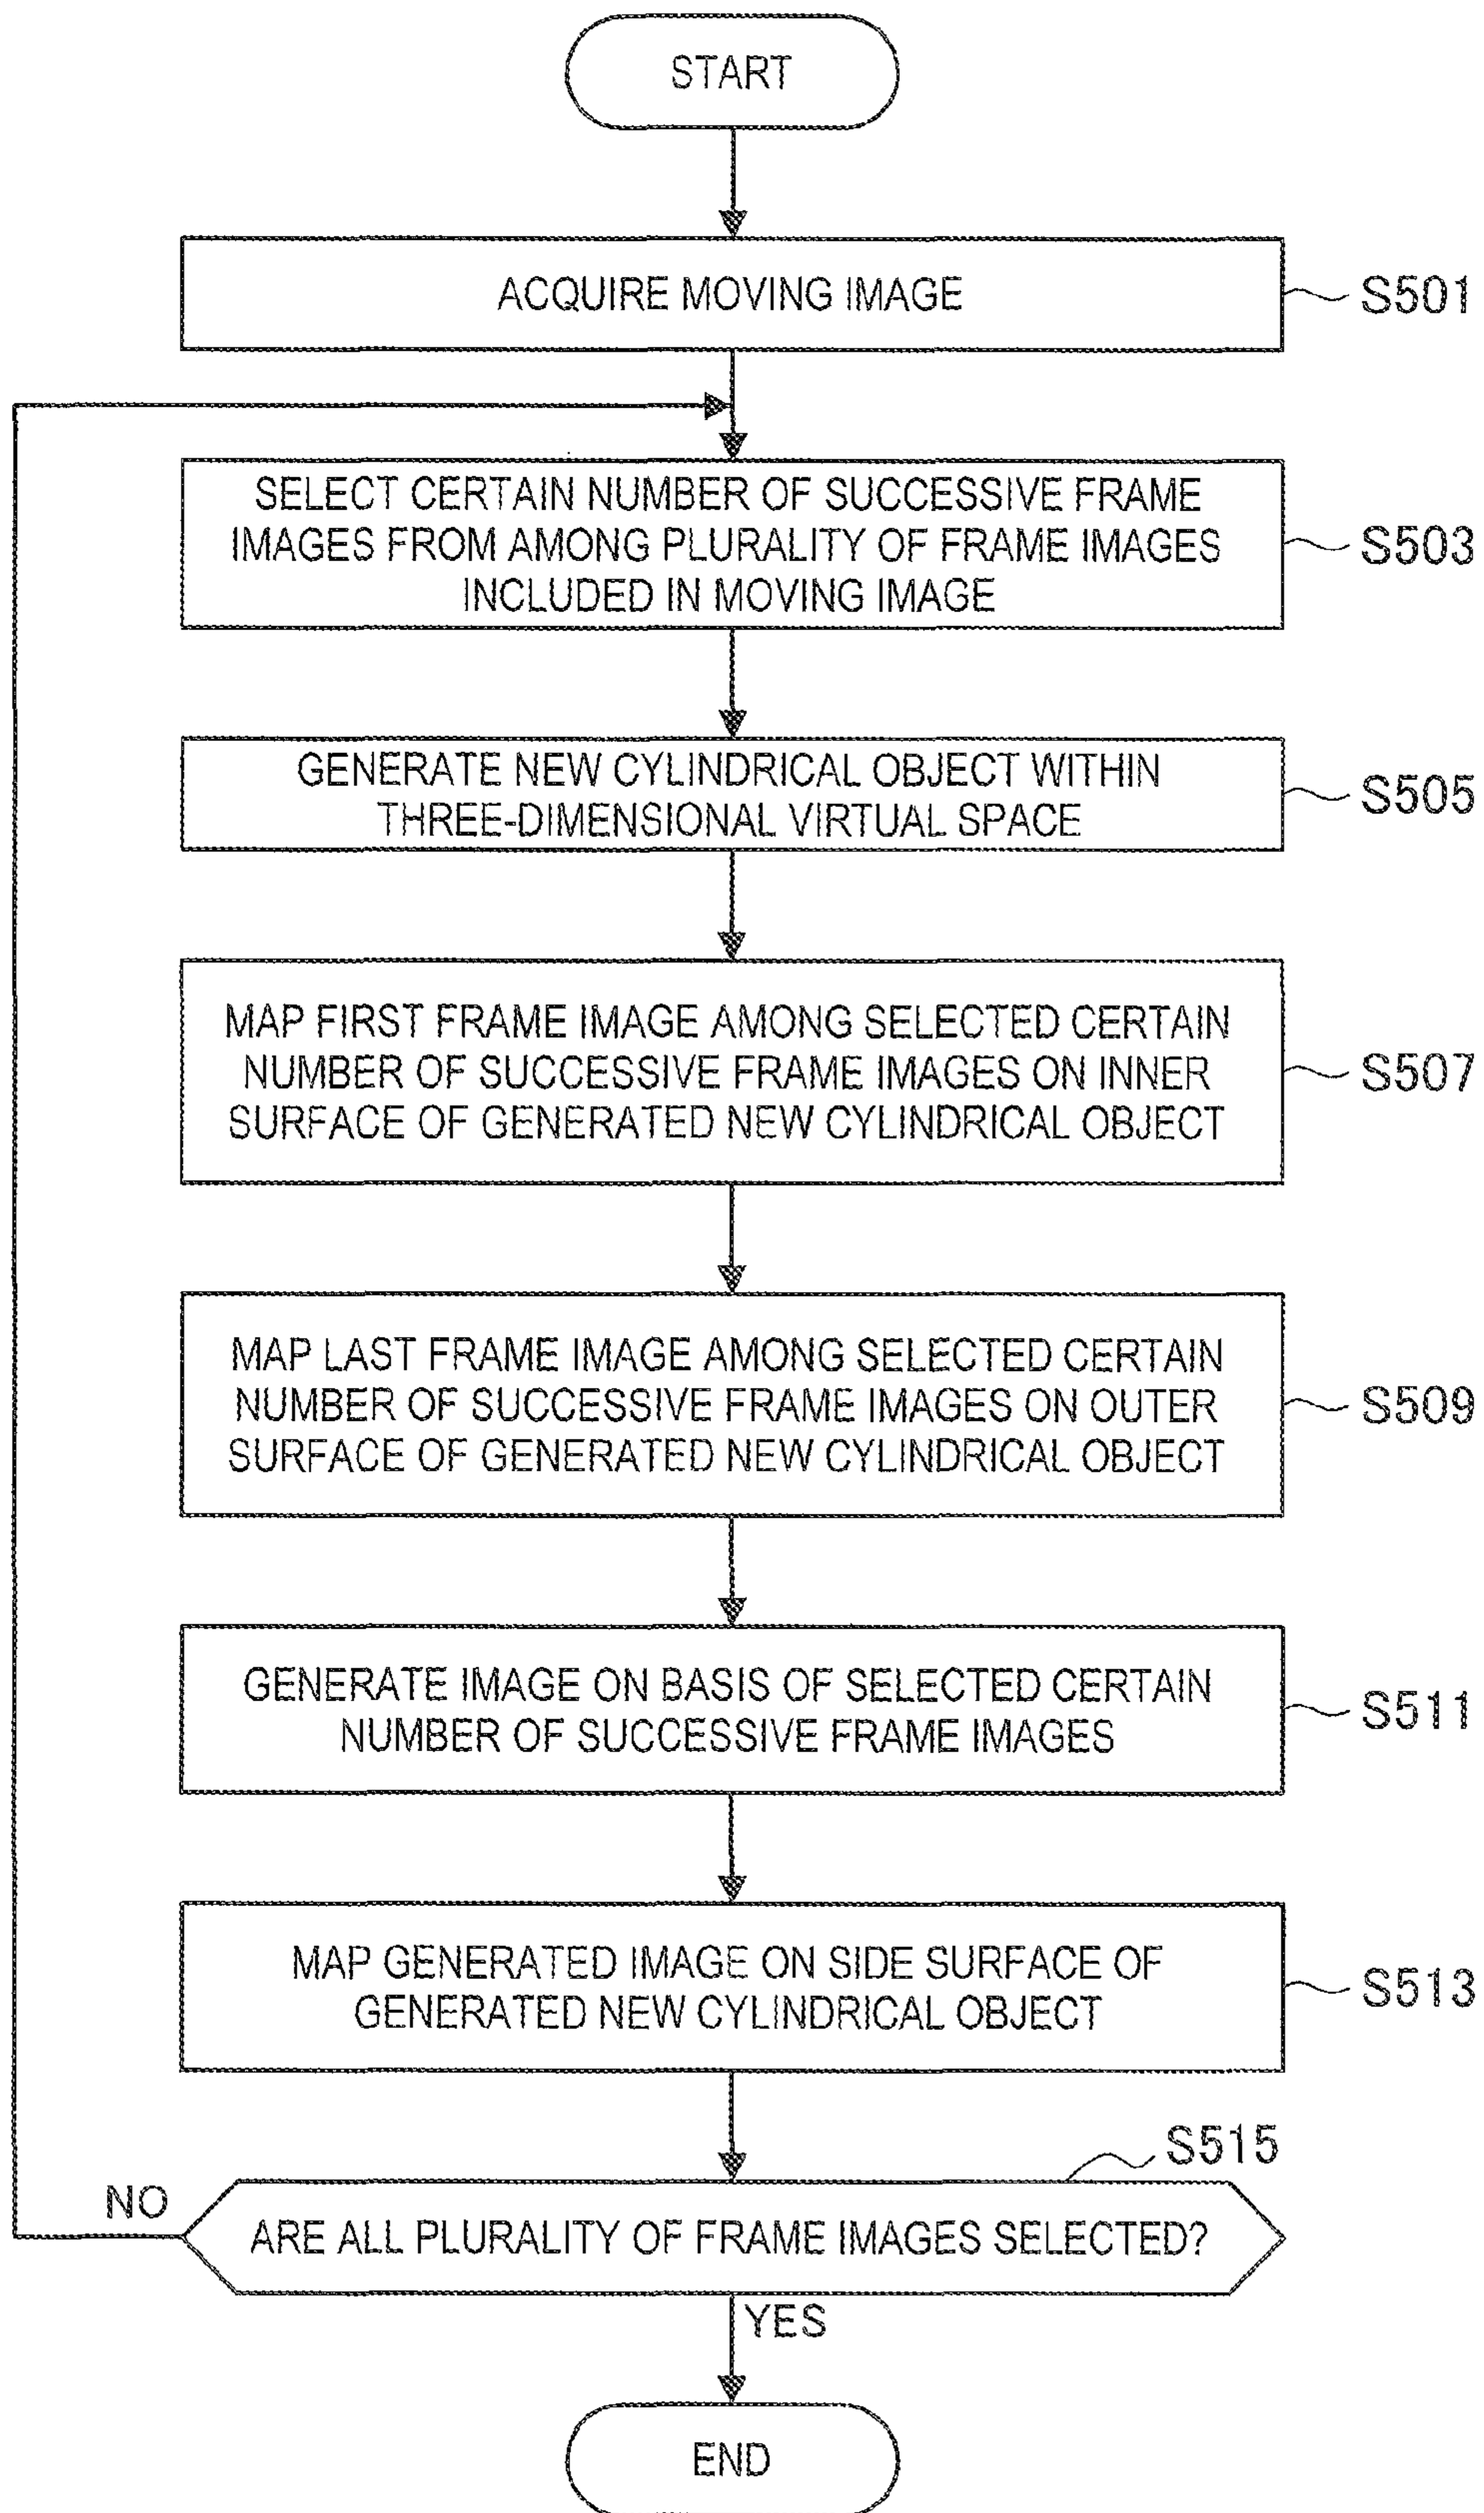 START
ACQUIRE MOVING IMAGE
S501
SELECT CERTAIN NUMBER OF SUCCESSIVE FRAME
IMAGES FROM AMONG PLURALITY OF FRAME IMAGES
INCLUDED IN MOVING IMAGE
S503
GENERATE NEW CYLINDRICAL OBJECT WITHIN
THREE-DIMENSIONAL VIRTUAL SPACE
S505
MAP FIRST FRAME IMAGE AMONG SELECTED CERTAIN
NUMBER OF SUCCESSIVE FRAME IMAGES ON INNER
SURFACE OF GENERATED NEW CYLINDRICAL OBJECT
S507
MAP LAST FRAME IMAGE AMONG SELECTED CERTAIN
NUMBER OF SUCCESSIVE FRAME IMAGES ON OUTER
SURFACE OF GENERATED NEW CYLINDRICAL OBJECT
S509
GENERATE IMAGE ON BASIS OF SELECTED CERTAIN
NUMBER OF SUCCESSIVE FRAME IMAGES
S511
MAP GENERATED IMAGE ON SIDE SURFACE OF
GENERATED NEW CYLINDRICAL OBJECT
S513
S515
NO
ARE ALL PLURALITY OF FRAME IMAGES SELECTED?
YES
END